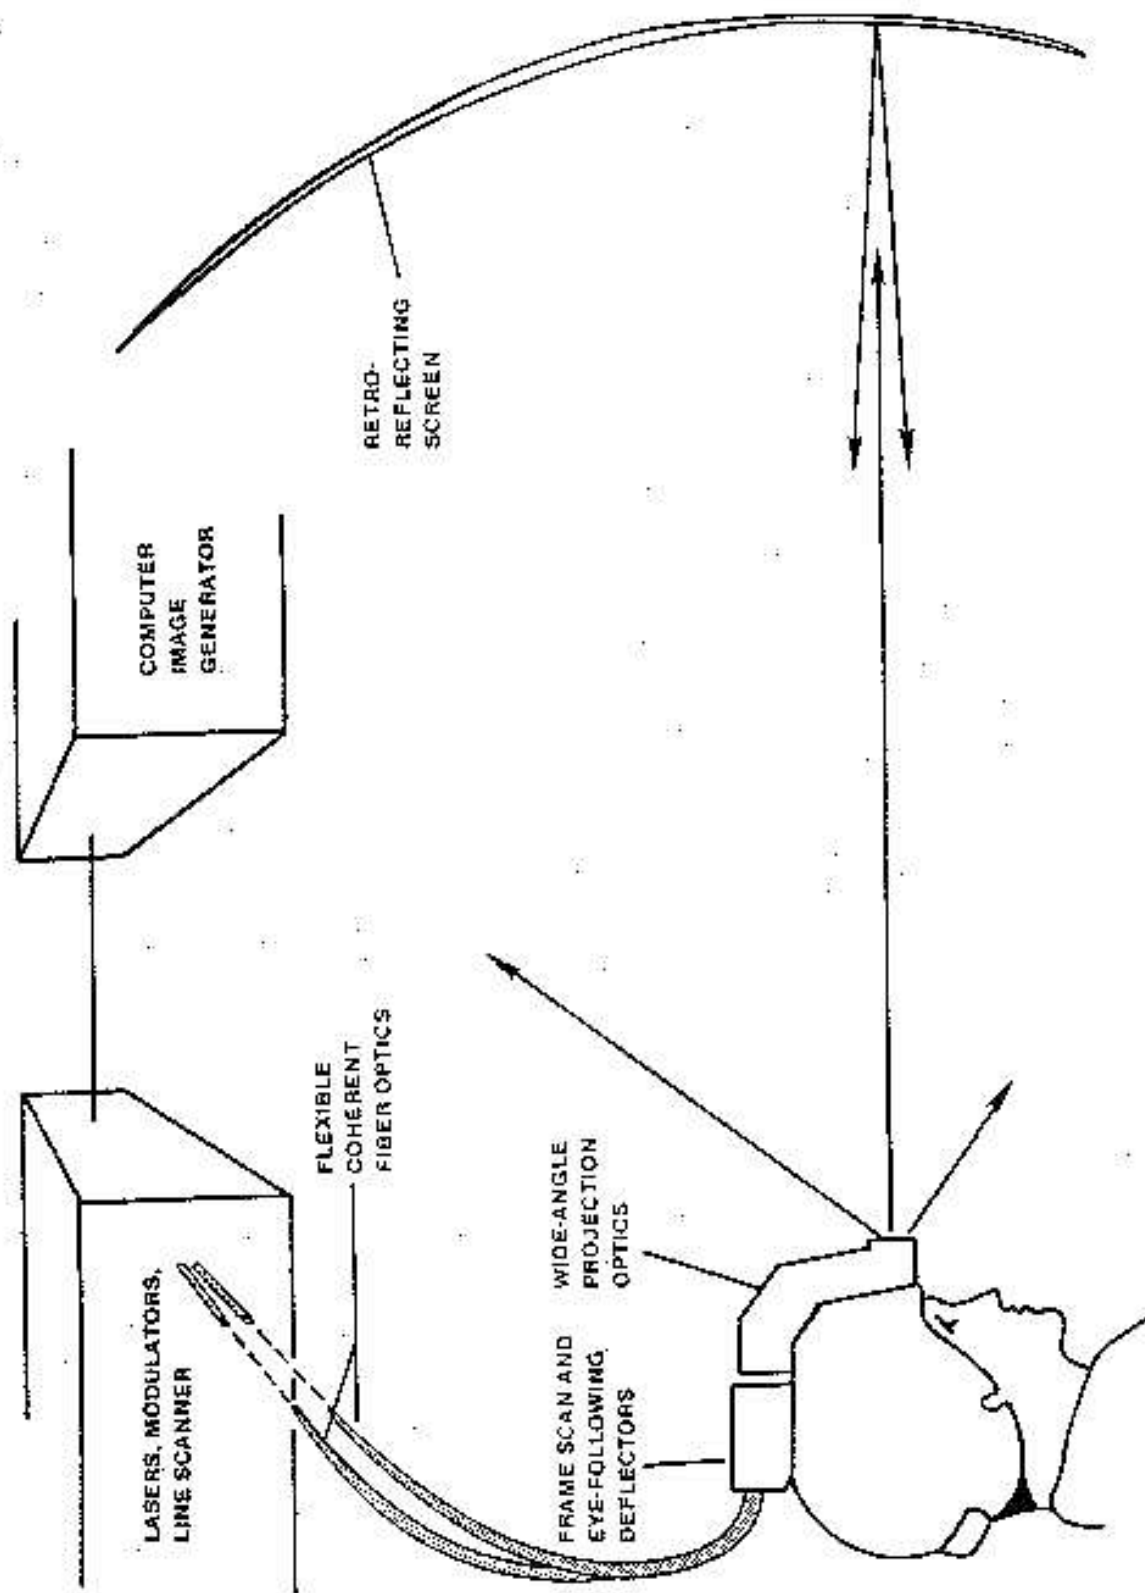 LASERS, MODULATORS,
LINE SCANNER
COMPUTER
IMAGE
GENERATOR
FLEXIBLE
COHERENT
FIBER OPTICS
RETRO-
REFLECTING
SCREEN
FRAME SCAN AND
EYE-FOLLOWING
DEFLECTORS
WIDE-ANGLE
PROJECTION
OPTICS